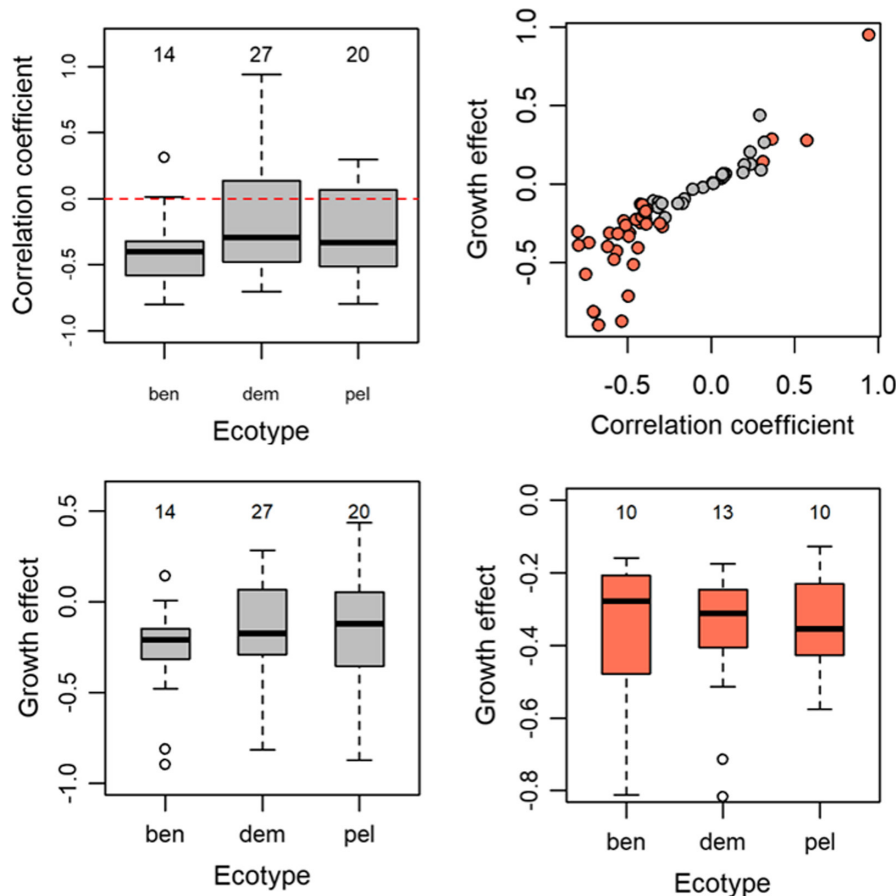 Correlation coefficient
1.0
0.5
0.0
-0.5
-1.0
14 27 20
ben dem pel
Ecotype
Growth effect
1.0
0.5
0.0
-0.5
-0.5 0.0 0.5 1.0
Correlation coefficient
Growth effect
0.5
0.0
-0.5
-1.0
14 27 20
ben dem pel
Ecotype
Growth effect
0.0
-0.2
-0.4
-0.6
-0.8
10 13 10
ben dem pel
Ecotype